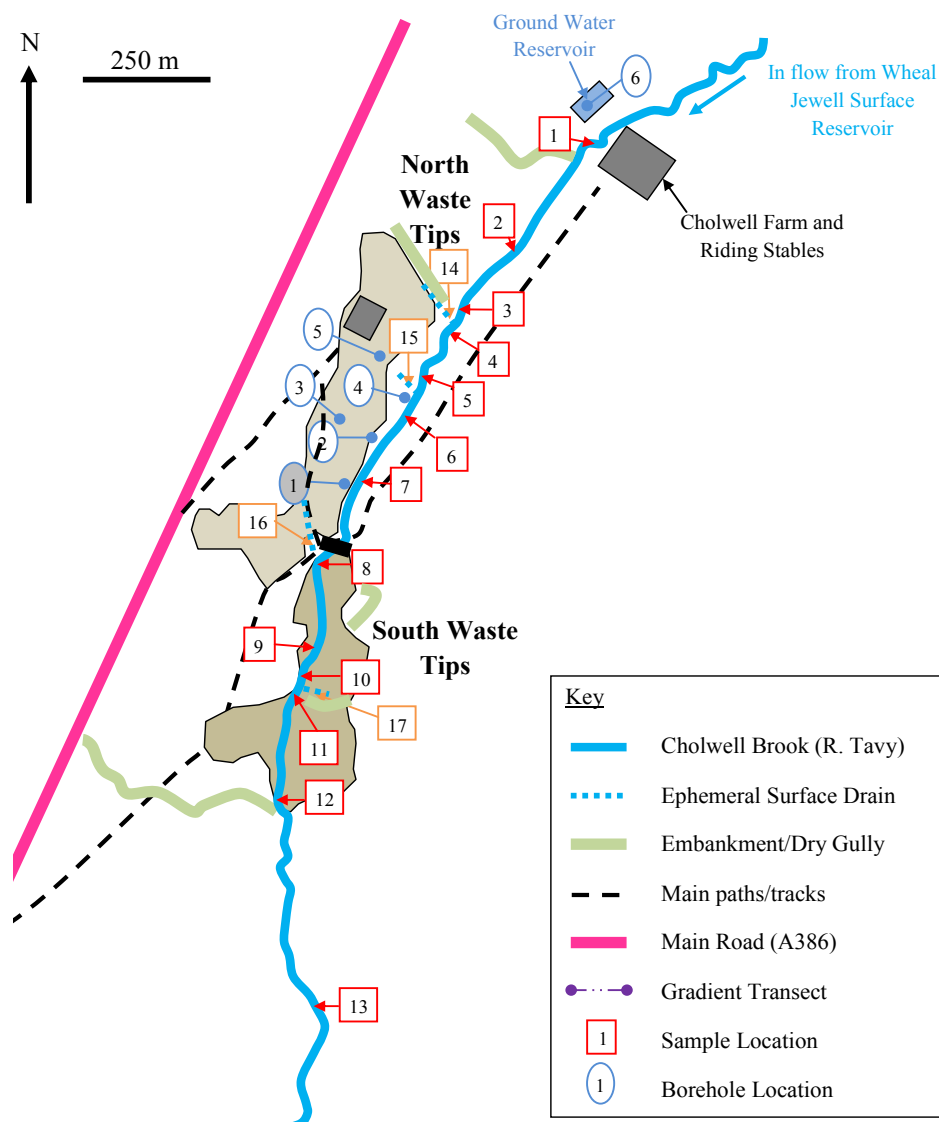 N
250 m
Ground Water
Reservoir
6
In flow from Wheal
Jewell Surface
Reservoir
1
Cholwell Farm and
Riding Stables
North
Waste
Tips
2
14
3
15
5
4
3
4
5
2
6
1
7
16
8
South Waste
Tips
9
10
17
11
12
13
Key
Cholwell Brook (R. Tavy)
Ephemeral Surface Drain
Embankment/Dry Gully
Main paths/tracks
Main Road (A386)
Gradient Transect
1 Sample Location
1 Borehole Location